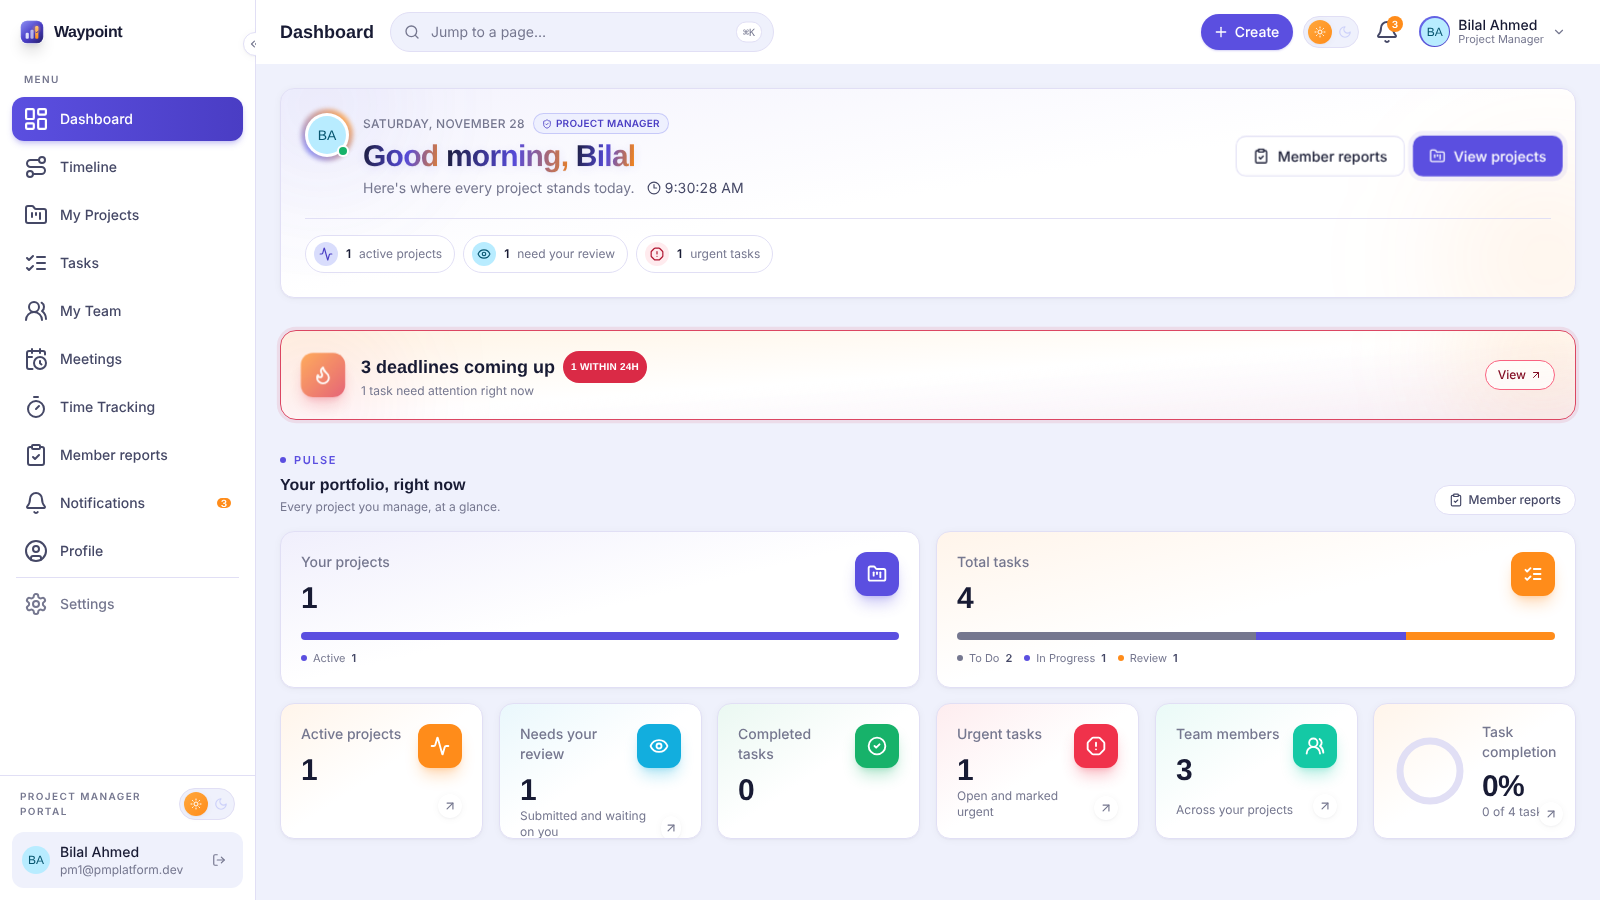 Waypoint
MENU
Dashboard
Timeline
My Projects
Tasks
My Team
Meetings
Time Tracking
Member reports
Notifications 3
Profile
Settings
PROJECT MANAGER
PORTAL
BA
Bilal Ahmed
pm1@pmplatform.dev
Dashboard
Jump to a page...
⌘K
+ Create
3
BA
Bilal Ahmed
Project Manager
BA
SATURDAY, NOVEMBER 28
PROJECT MANAGER
Good morning, Bilal
Here's where every project stands today.
9:30:28 AM
Member reports
View projects
1 active projects
1 need your review
1 urgent tasks
3 deadlines coming up
1 WITHIN 24H
1 task need attention right now
View
PULSE
Your portfolio, right now
Every project you manage, at a glance.
Member reports
Your projects
1
Active 1
Total tasks
4
To Do 2 In Progress 1 Review 1
Active projects
1
Needs your
review
1
Submitted and waiting
on you
Completed
tasks
0
Urgent tasks
1
Open and marked
urgent
Team members
3
Across your projects
Task
completion
0%
0 of 4 task